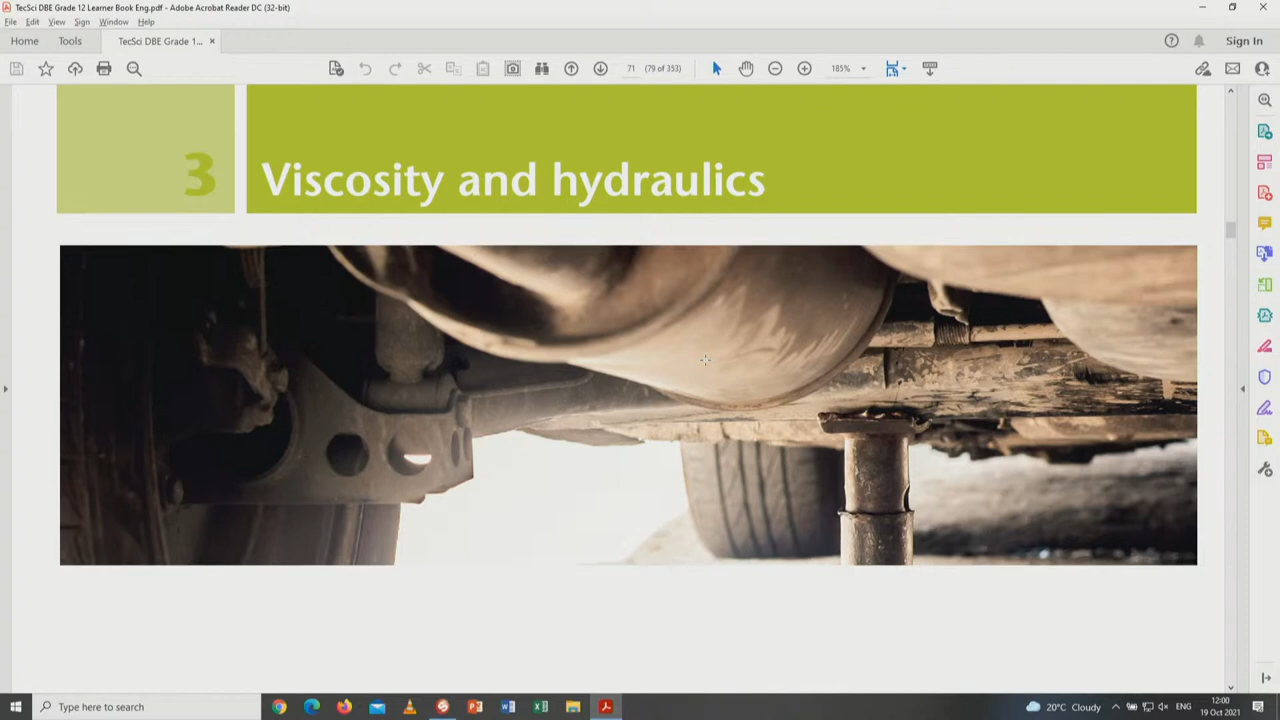 TecSci DBE Grade 12 Learner Book Eng.pdf - Adobe Acrobat Reader DC (32-bit)
File Edit View Sign Window Help
Home Tools TecSci DBE Grade 1... × Sign In
71 (79 of 353) 185%
3 Viscosity and hydraulics
Type here to search
20°C Cloudy ENG 12:00
19 Oct 2021